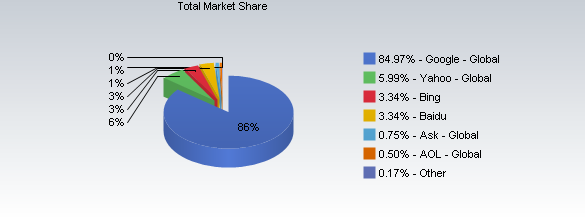 Total Market Share
0%
1%
1%
3%
3%
6%
86%
84.97% - Google - Global
5.99% - Yahoo - Global
3.34% - Bing
3.34% - Baidu
0.75% - Ask - Global
0.50% - AOL - Global
0.17% - Other